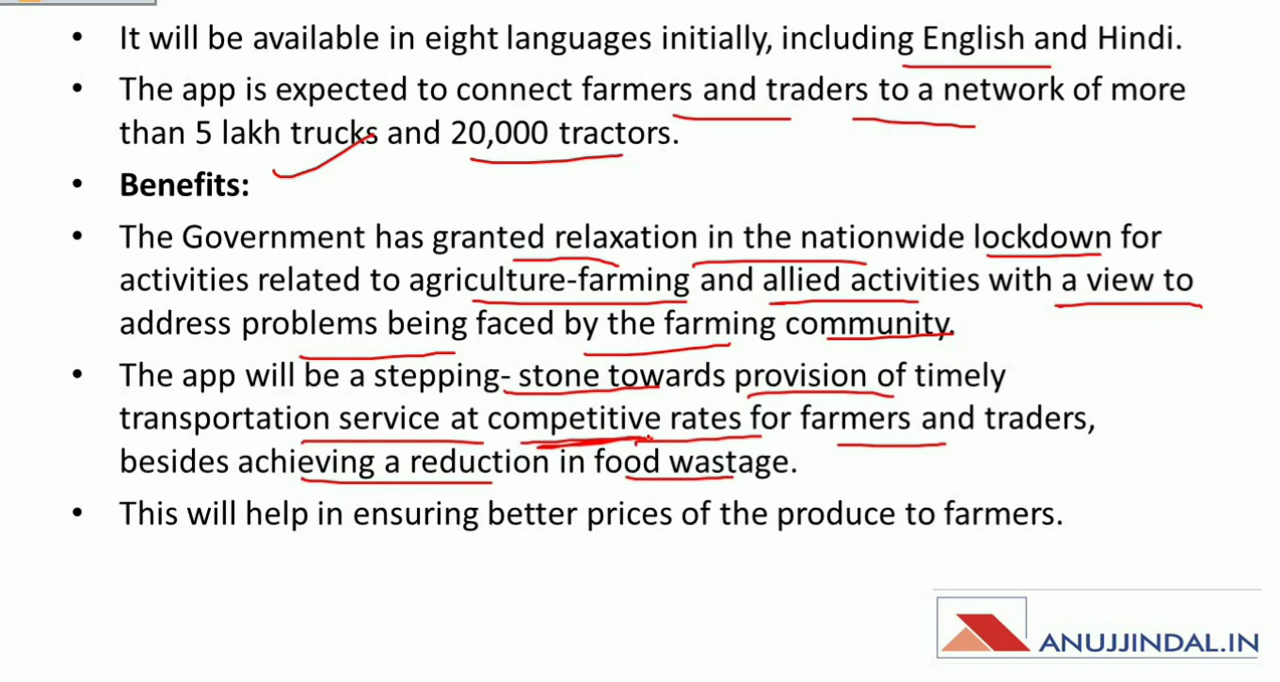 • It will be available in eight languages initially, including English and Hindi.
• The app is expected to connect farmers and traders to a network of more
than 5 lakh trucks and 20,000 tractors.
• Benefits:
• The Government has granted relaxation in the nationwide lockdown for
activities related to agriculture-farming and allied activities with a view to
address problems being faced by the farming community.
• The app will be a stepping- stone towards provision of timely
transportation service at competitive rates for farmers and traders,
besides achieving a reduction in food wastage.
• This will help in ensuring better prices of the produce to farmers.
ANUJJINDAL.IN